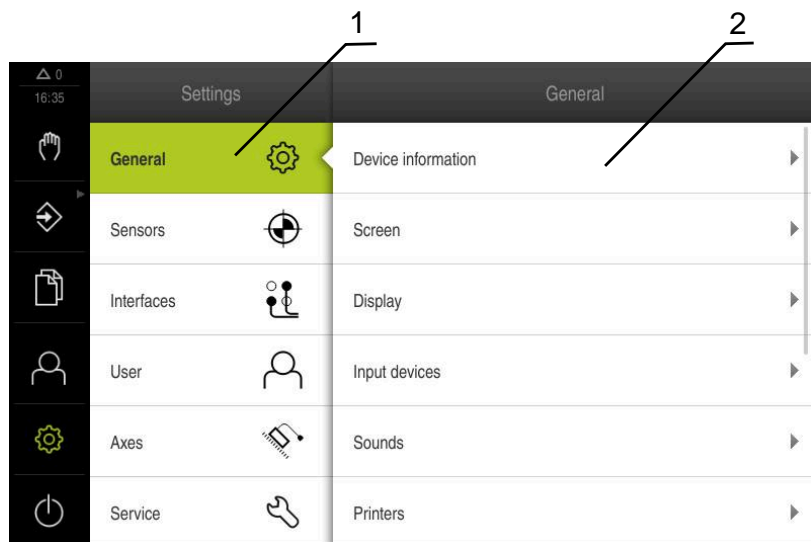 1
2
0
16:35
Settings
General
General
Device information
Sensors
Screen
Interfaces
Display
User
Input devices
Axes
Sounds
Service
Printers